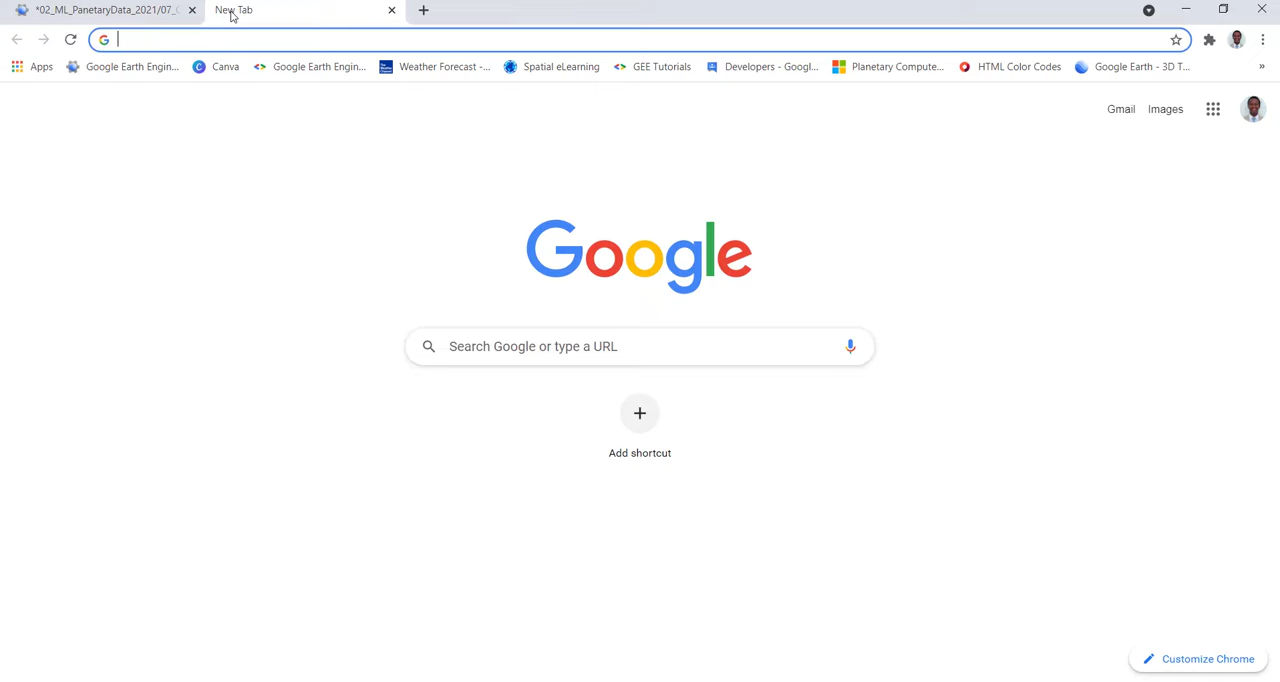 *02_ML_PanetaryData_2021/07_
New Tab
Apps
Google Earth Engin...
Canva
Google Earth Engin...
Weather Forecast -...
Spatial eLearning
GEE Tutorials
Developers - Googl...
Planetary Compute...
HTML Color Codes
Google Earth - 3D T...
»
Gmail Images
Google
Search Google or type a URL
Add shortcut
Customize Chrome